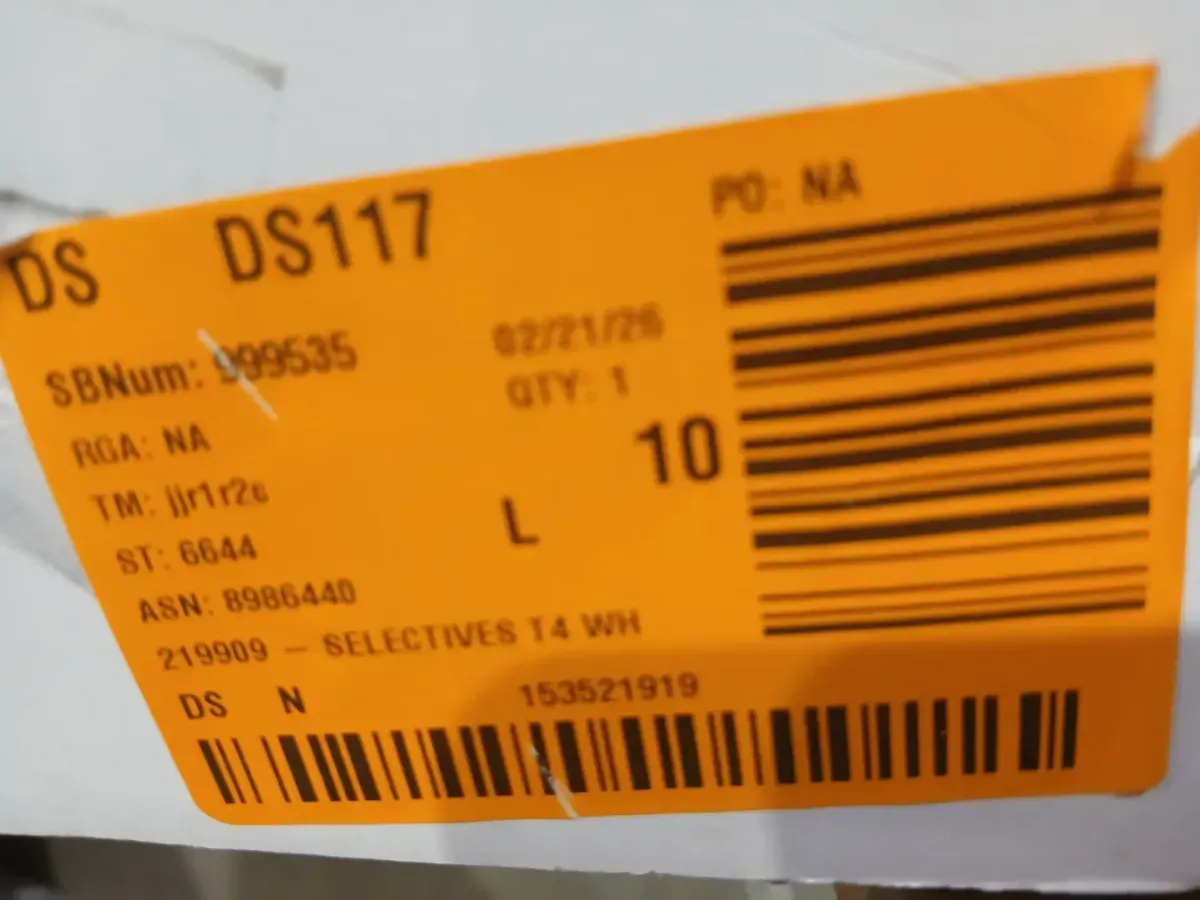 DS DS117 PO: NA
SBNum: 999535 02/21/26
QTY: 1
RGA: NA 10
TM: jjr1r2c
L
ST: 6644
ASN: 8986440
219909 – SELECTIVES T4 WH
DS N 153521919